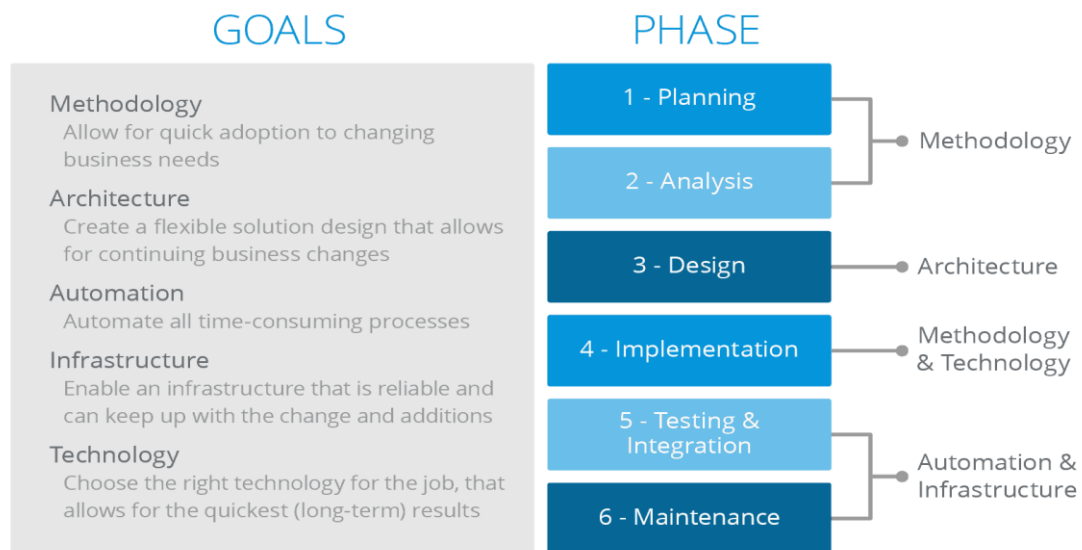 GOALS
Methodology
Allow for quick adoption to changing
business needs
Architecture
Create a flexible solution design that allows
for continuing business changes
Automation
Automate all time-consuming processes
Infrastructure
Enable an infrastructure that is reliable and
can keep up with the change and additions
Technology
Choose the right technology for the job, that
allows for the quickest (long-term) results
PHASE
1 - Planning
2 - Analysis
3 - Design
4 - Implementation
5 - Testing &
Integration
6 - Maintenance
Methodology
Architecture
Methodology
& Technology
Automation &
Infrastructure